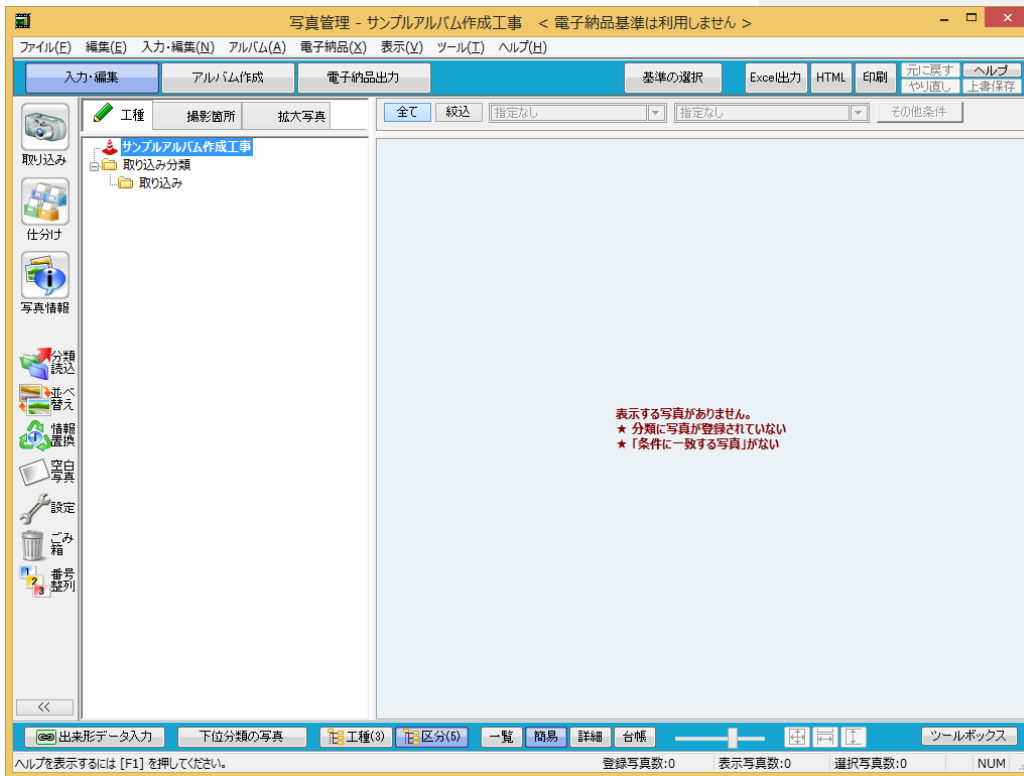 写真管理 - サンプルアルバム作成工事 < 電子納品基準は利用しません >
ファイル(F) 編集(E) 入力・編集(N) アルバム(A) 電子納品(X) 表示(V) ツール(T) ヘルプ(H)
入力・編集 アルバム作成 電子納品出力 基準の選択 Excel出力 HTML 印刷 元に戻す ヘルプ
やり直し 上書保存
工種 撮影箇所 拡大写真 全て 絞込 指定なし 指定なし その他条件
サンプルアルバム作成工事
取り込み分類
取り込み
取り込み
仕分け
写真情報
分類
読込
並べ
替え
情報
置換
空白
写真
設定
ごみ
箱
1 2 3 番号
整列
表示する写真がありません。
★ 分類に写真が登録されていない
★ 「条件に一致する写真」がない
<<
出来形データ入力 下位分類の写真 工種(3) 区分(5) 一覧 簡易 詳細 台帳 ツールボックス
ヘルプを表示するには [F1] を押してください。 登録写真数:0 表示写真数:0 選択写真数:0 NUM